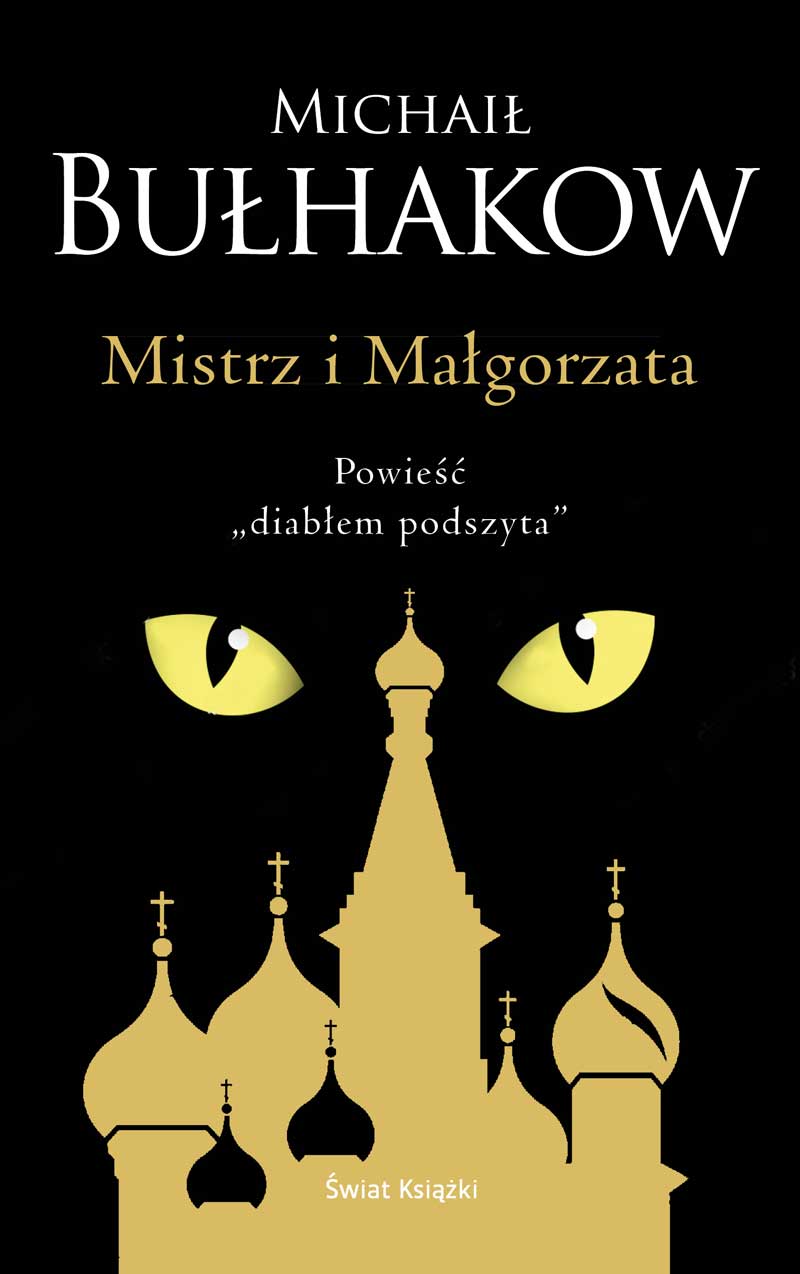 MICHAIŁ
BUŁHAKOW
Mistrz i Małgorzata
Powieść
„diabłem podszyta”
Świat Książki